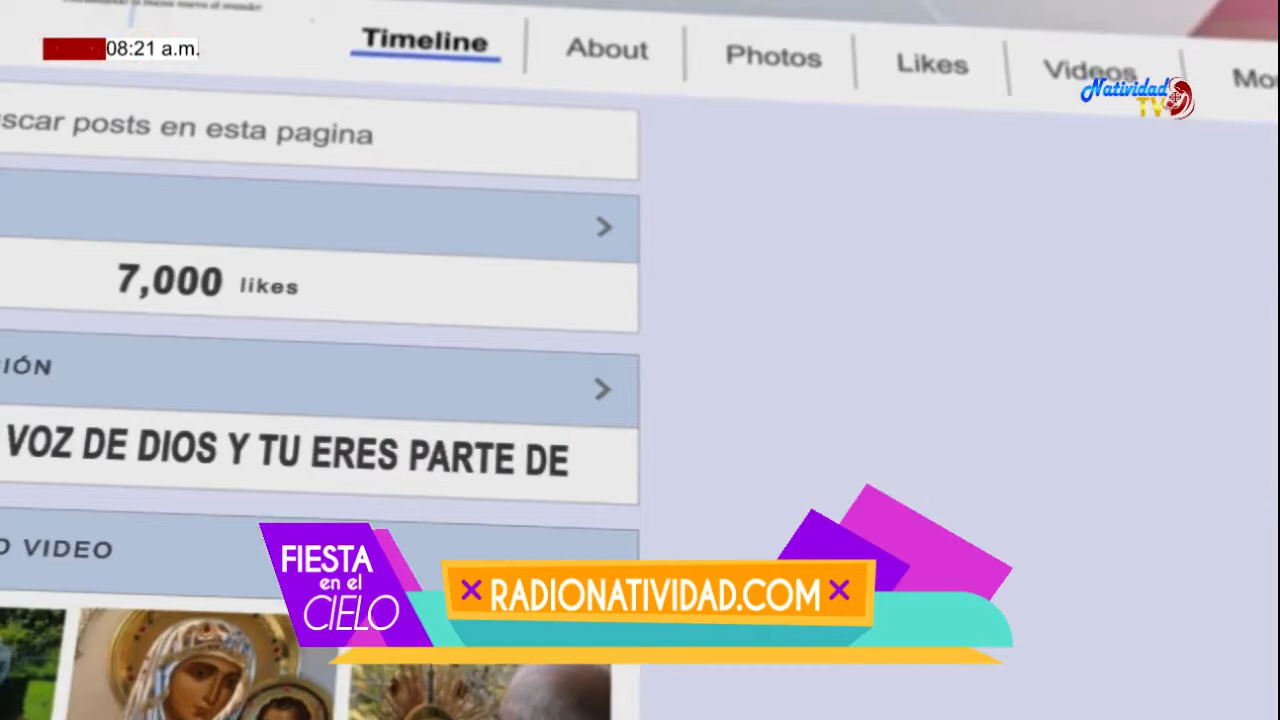 08:21 a.m.
Timeline
About
Photos
Likes
Videos
Natividad
TV
scar posts en esta pagina
7,000 likes
IÓN
VOZ DE DIOS Y TU ERES PARTE DE
VIDEO
FIESTA
en el
CIELO
RADIONATIVIDAD.COM